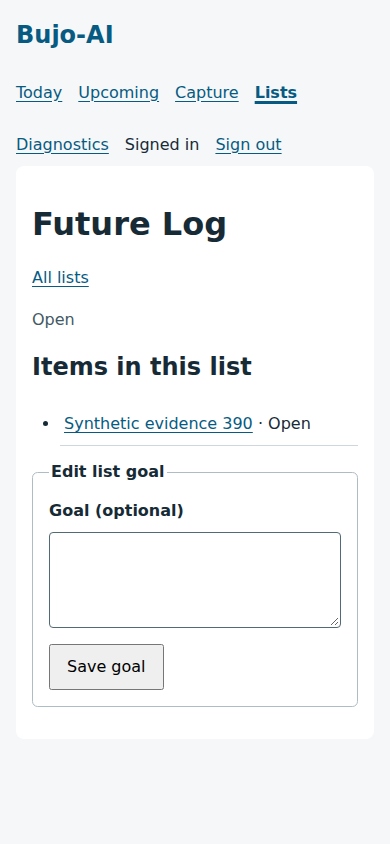 Bujo-AI
Today Upcoming Capture Lists
Diagnostics Signed in Sign out
Future Log
All lists
Open
Items in this list
• Synthetic evidence 390 · Open
Edit list goal
Goal (optional)
Save goal